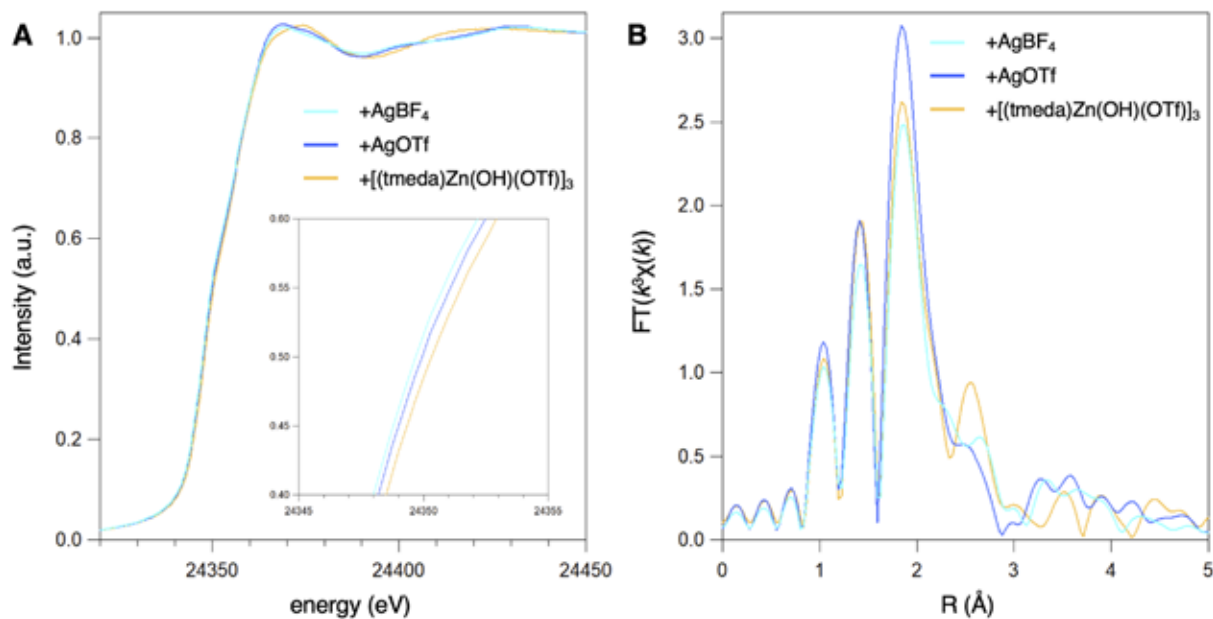 A
1.0
0.8
0.6
0.4
0.2
0.0
Intensity (a.u.)
24350
24400
24450
energy (eV)
+AgBF₄
+AgOTf
+[(tmeda)Zn(OH)(OTf)]₃
0.60
0.55
0.50
0.45
0.40
24345
24350
24355
B
3.0
2.5
2.0
1.5
1.0
0.5
0.0
FT(k³χ(k))
0
1
2
3
4
5
R (Å)
+AgBF₄
+AgOTf
+[(tmeda)Zn(OH)(OTf)]₃